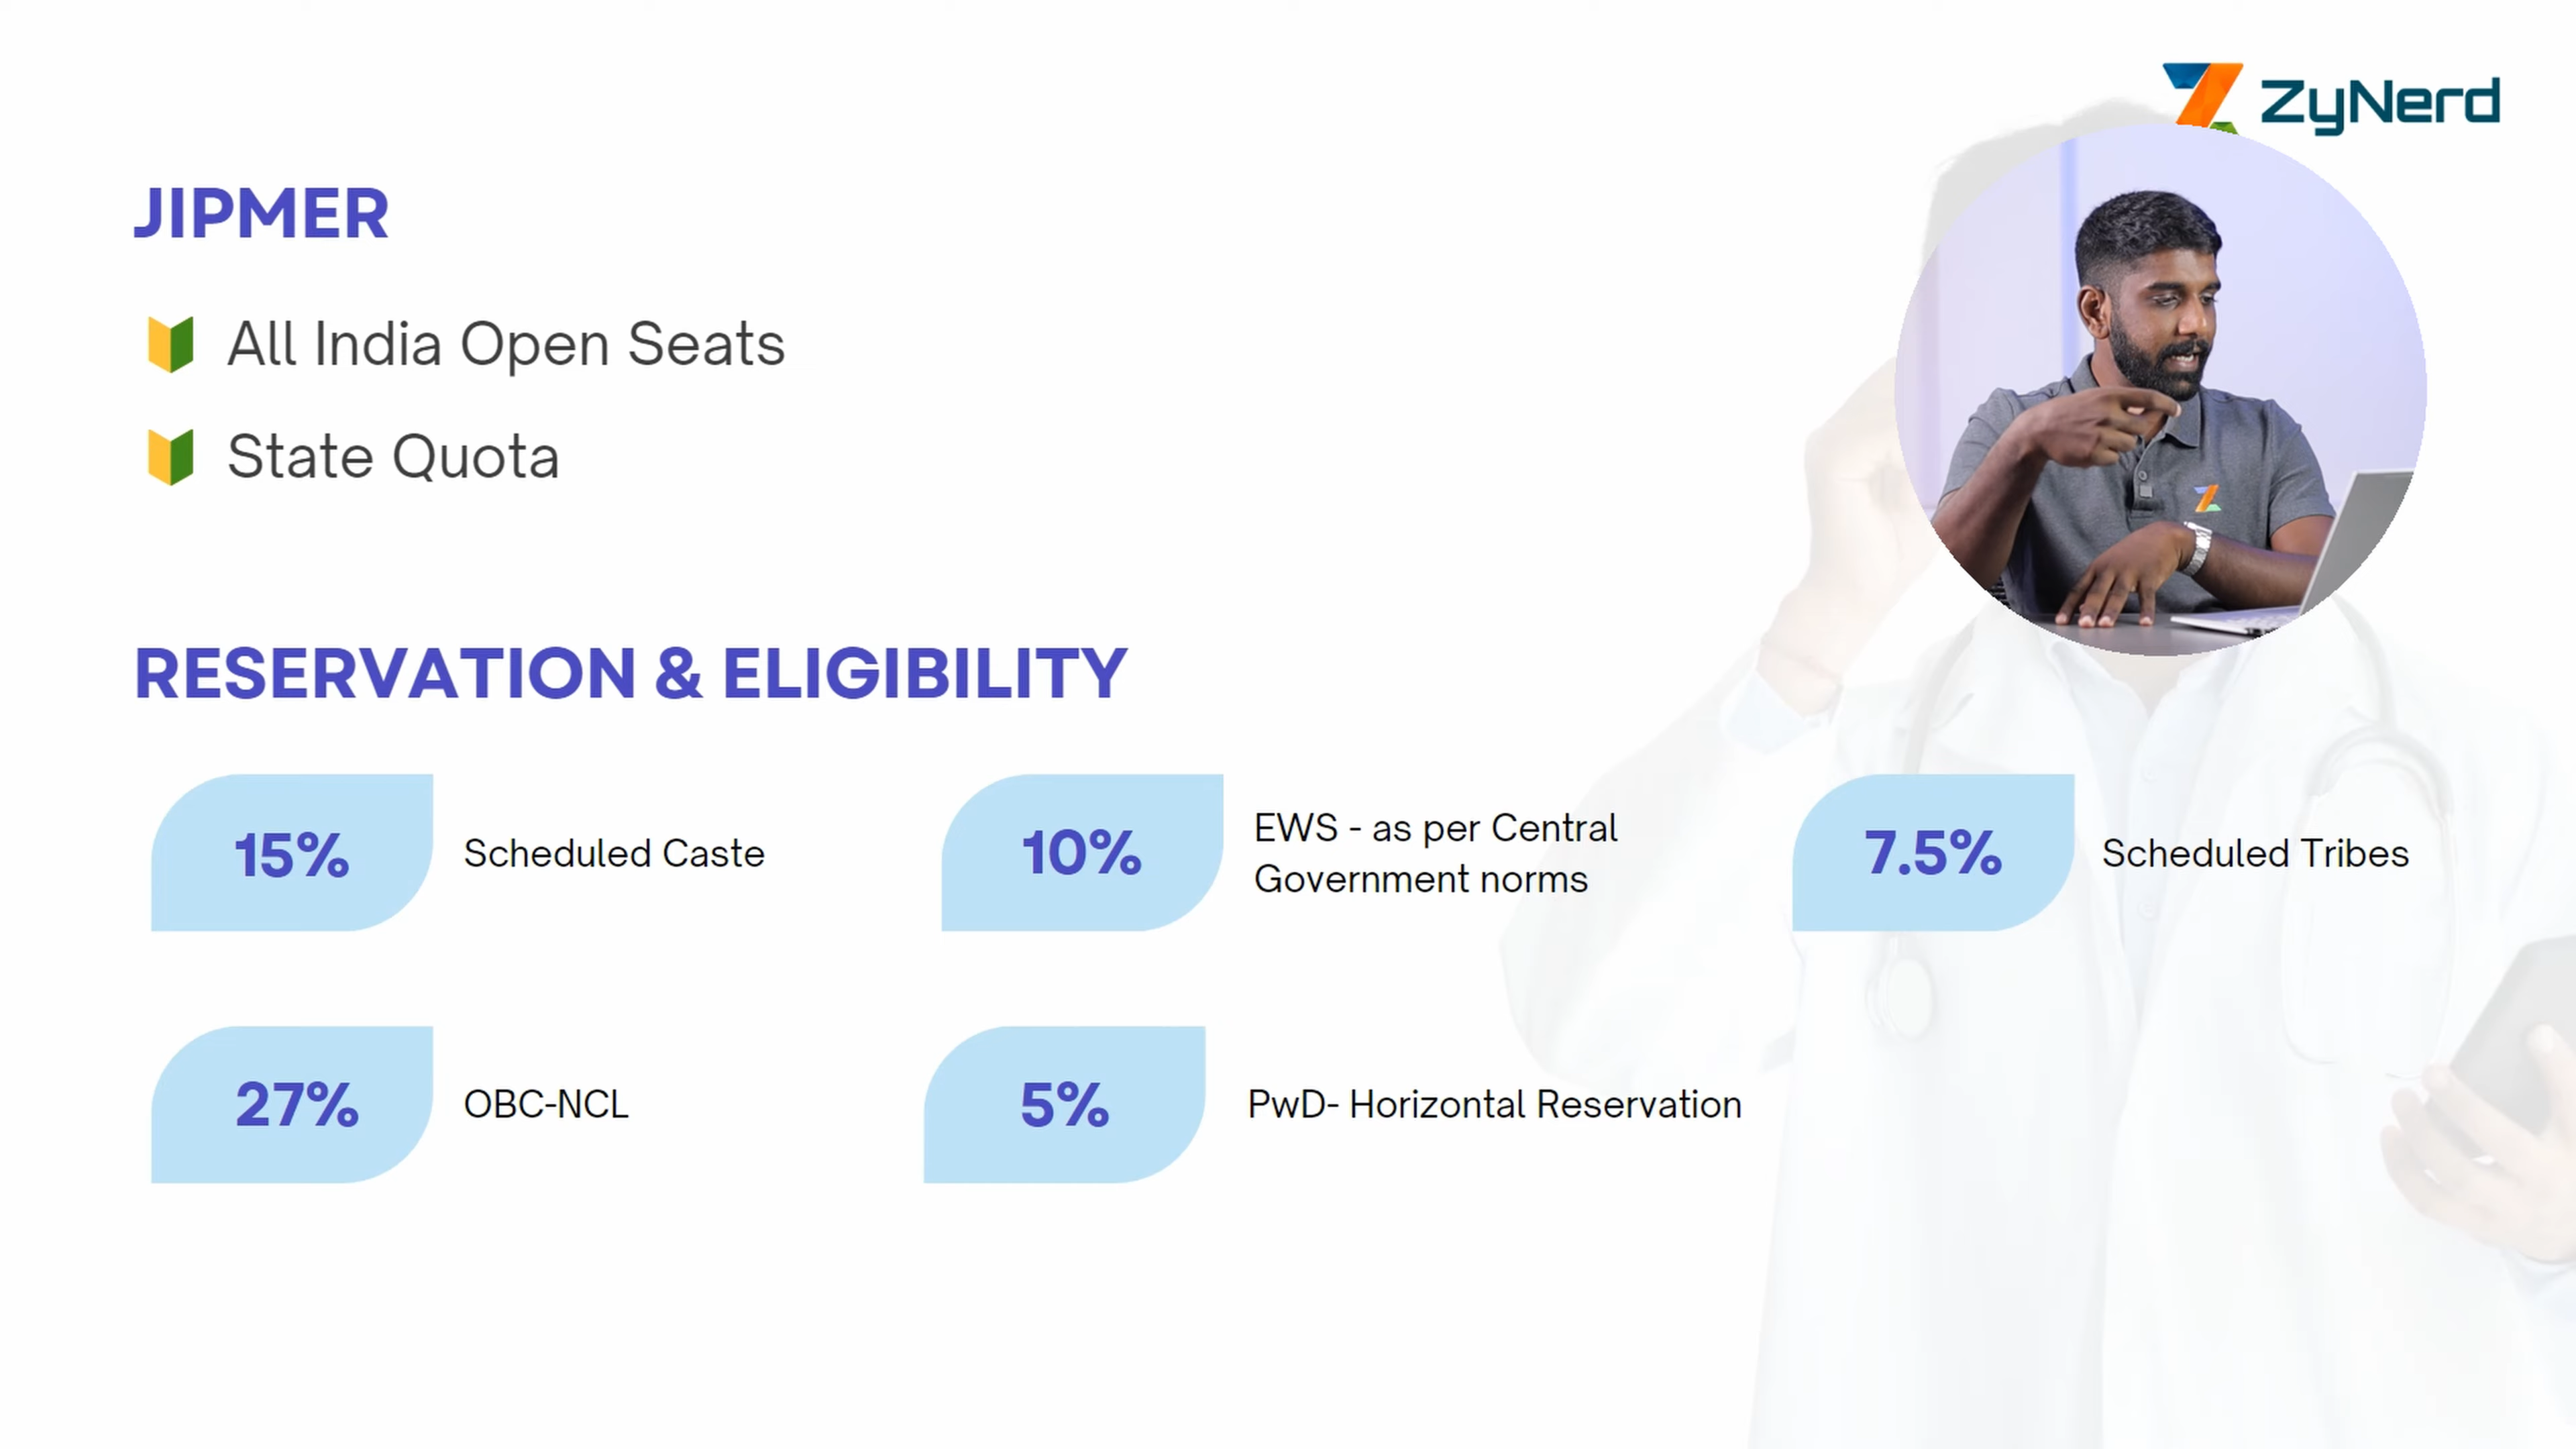 ZyNerd
JIPMER
All India Open Seats
State Quota
RESERVATION & ELIGIBILITY
15%
Scheduled Caste
10%
EWS - as per Central
Government norms
7.5%
Scheduled Tribes
27%
OBC-NCL
5%
PwD- Horizontal Reservation